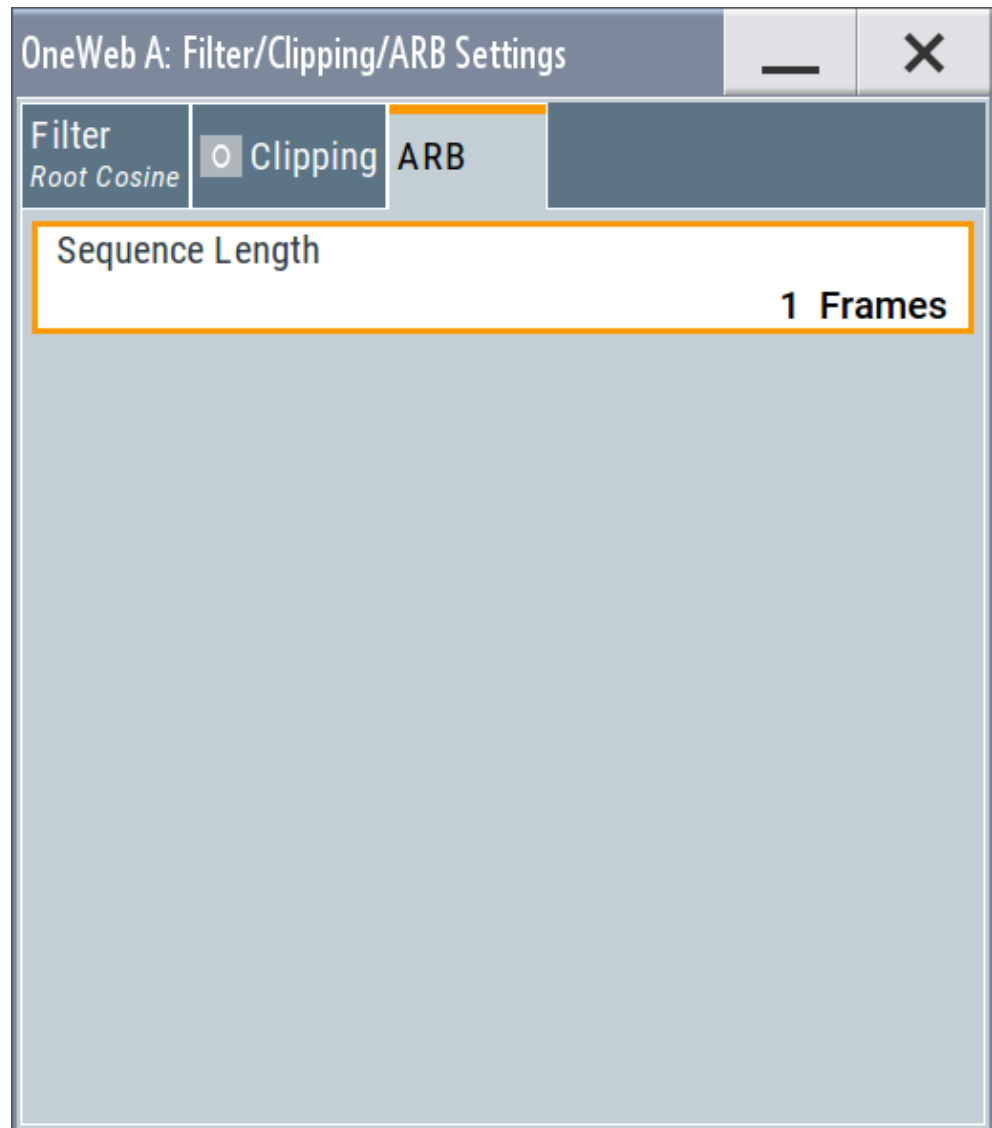 OneWeb A: Filter/Clipping/ARB Settings
Filter
Root Cosine
O Clipping
ARB
Sequence Length
1 Frames